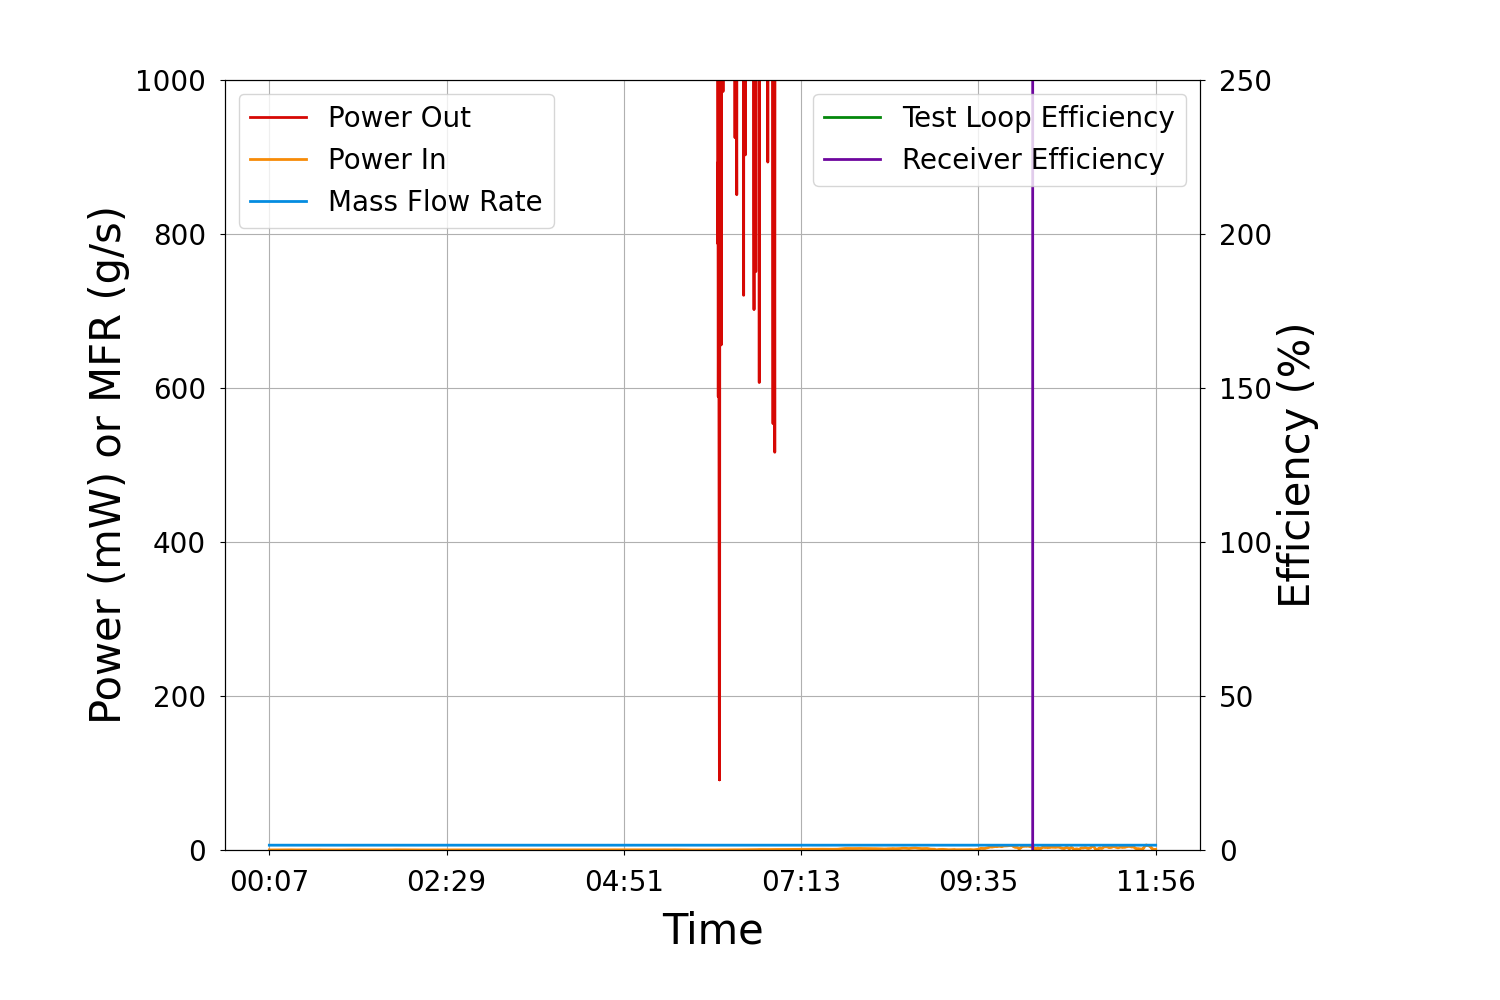 1000
800
600
400
200
0
Power (mW) or MFR (g/s)
Power Out
Power In
Mass Flow Rate
Test Loop Efficiency
Receiver Efficiency
250
200
150
100
50
0
Efficiency (%)
00:07 02:29 04:51 07:13 09:35 11:56
Time